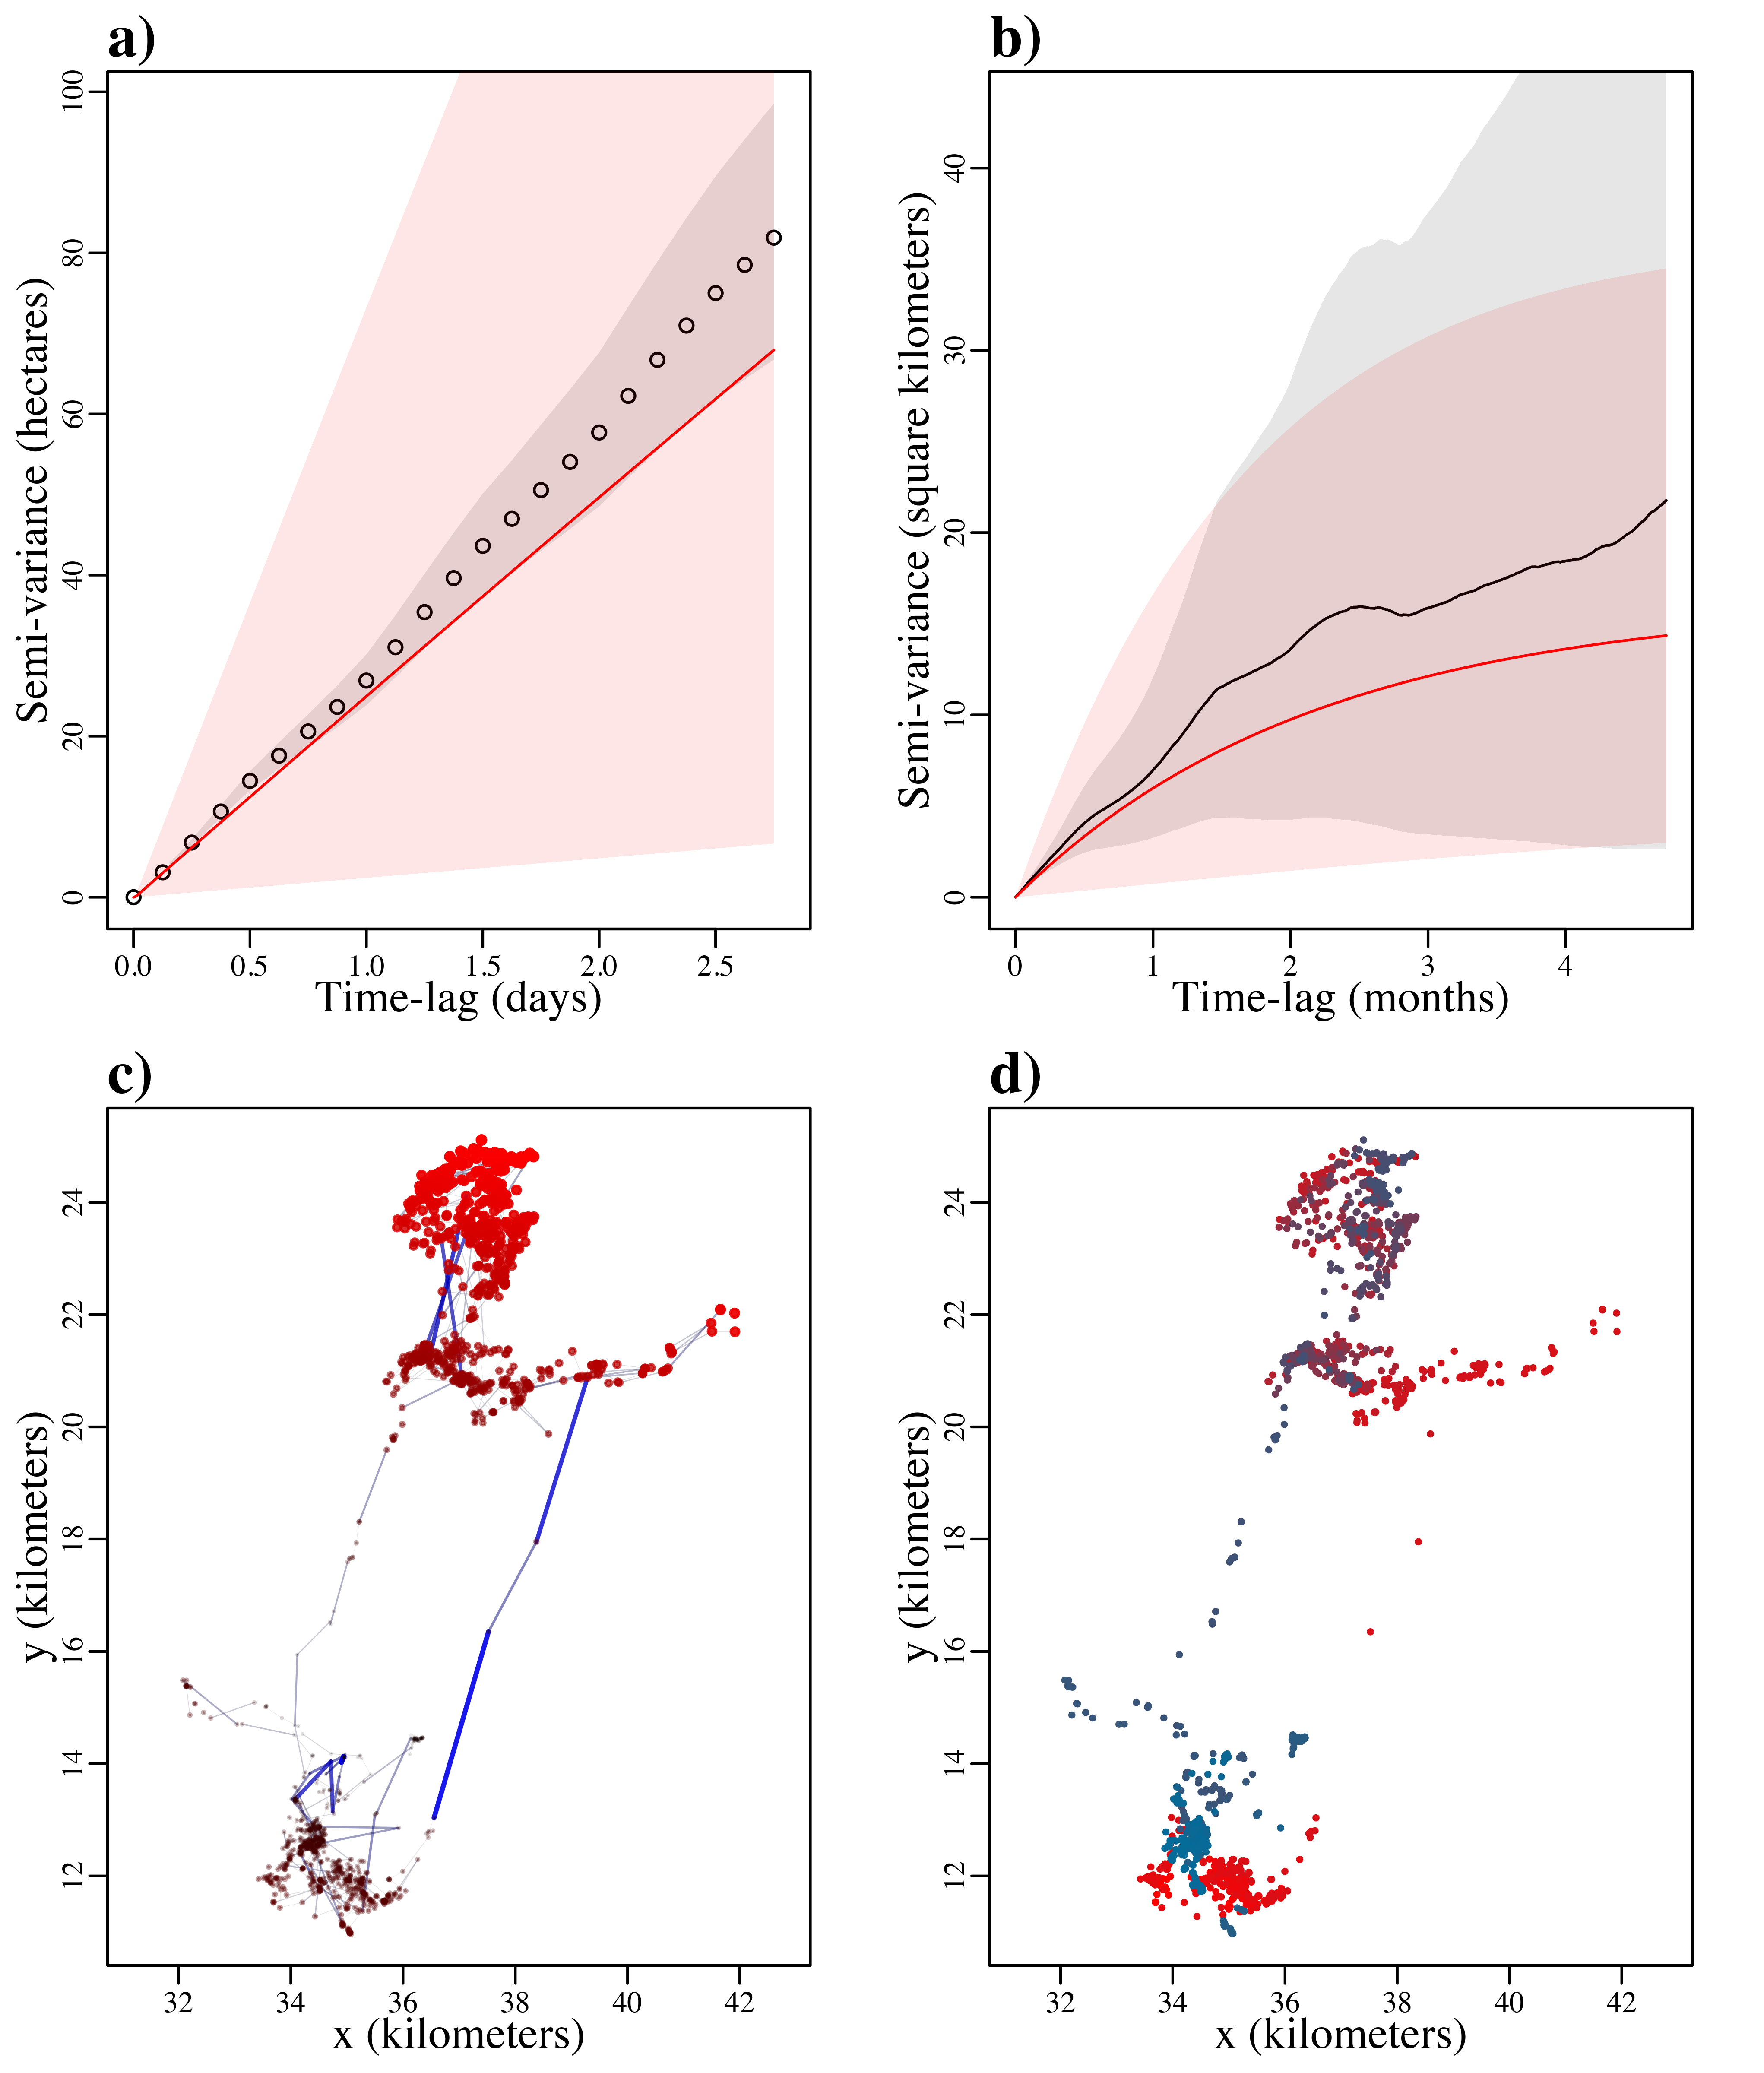 a)
Semi-variance (hectares)
0 20 40 60 80 100
0.0 0.5 1.0 1.5 2.0 2.5
Time-lag (days)
b)
Semi-variance (square kilometers)
0 10 20 30 40
0 1 2 3 4
Time-lag (months)
c)
y (kilometers)
12 14 16 18 20 22 24
32 34 36 38 40 42
x (kilometers)
d)
y (kilometers)
12 14 16 18 20 22 24
32 34 36 38 40 42
x (kilometers)